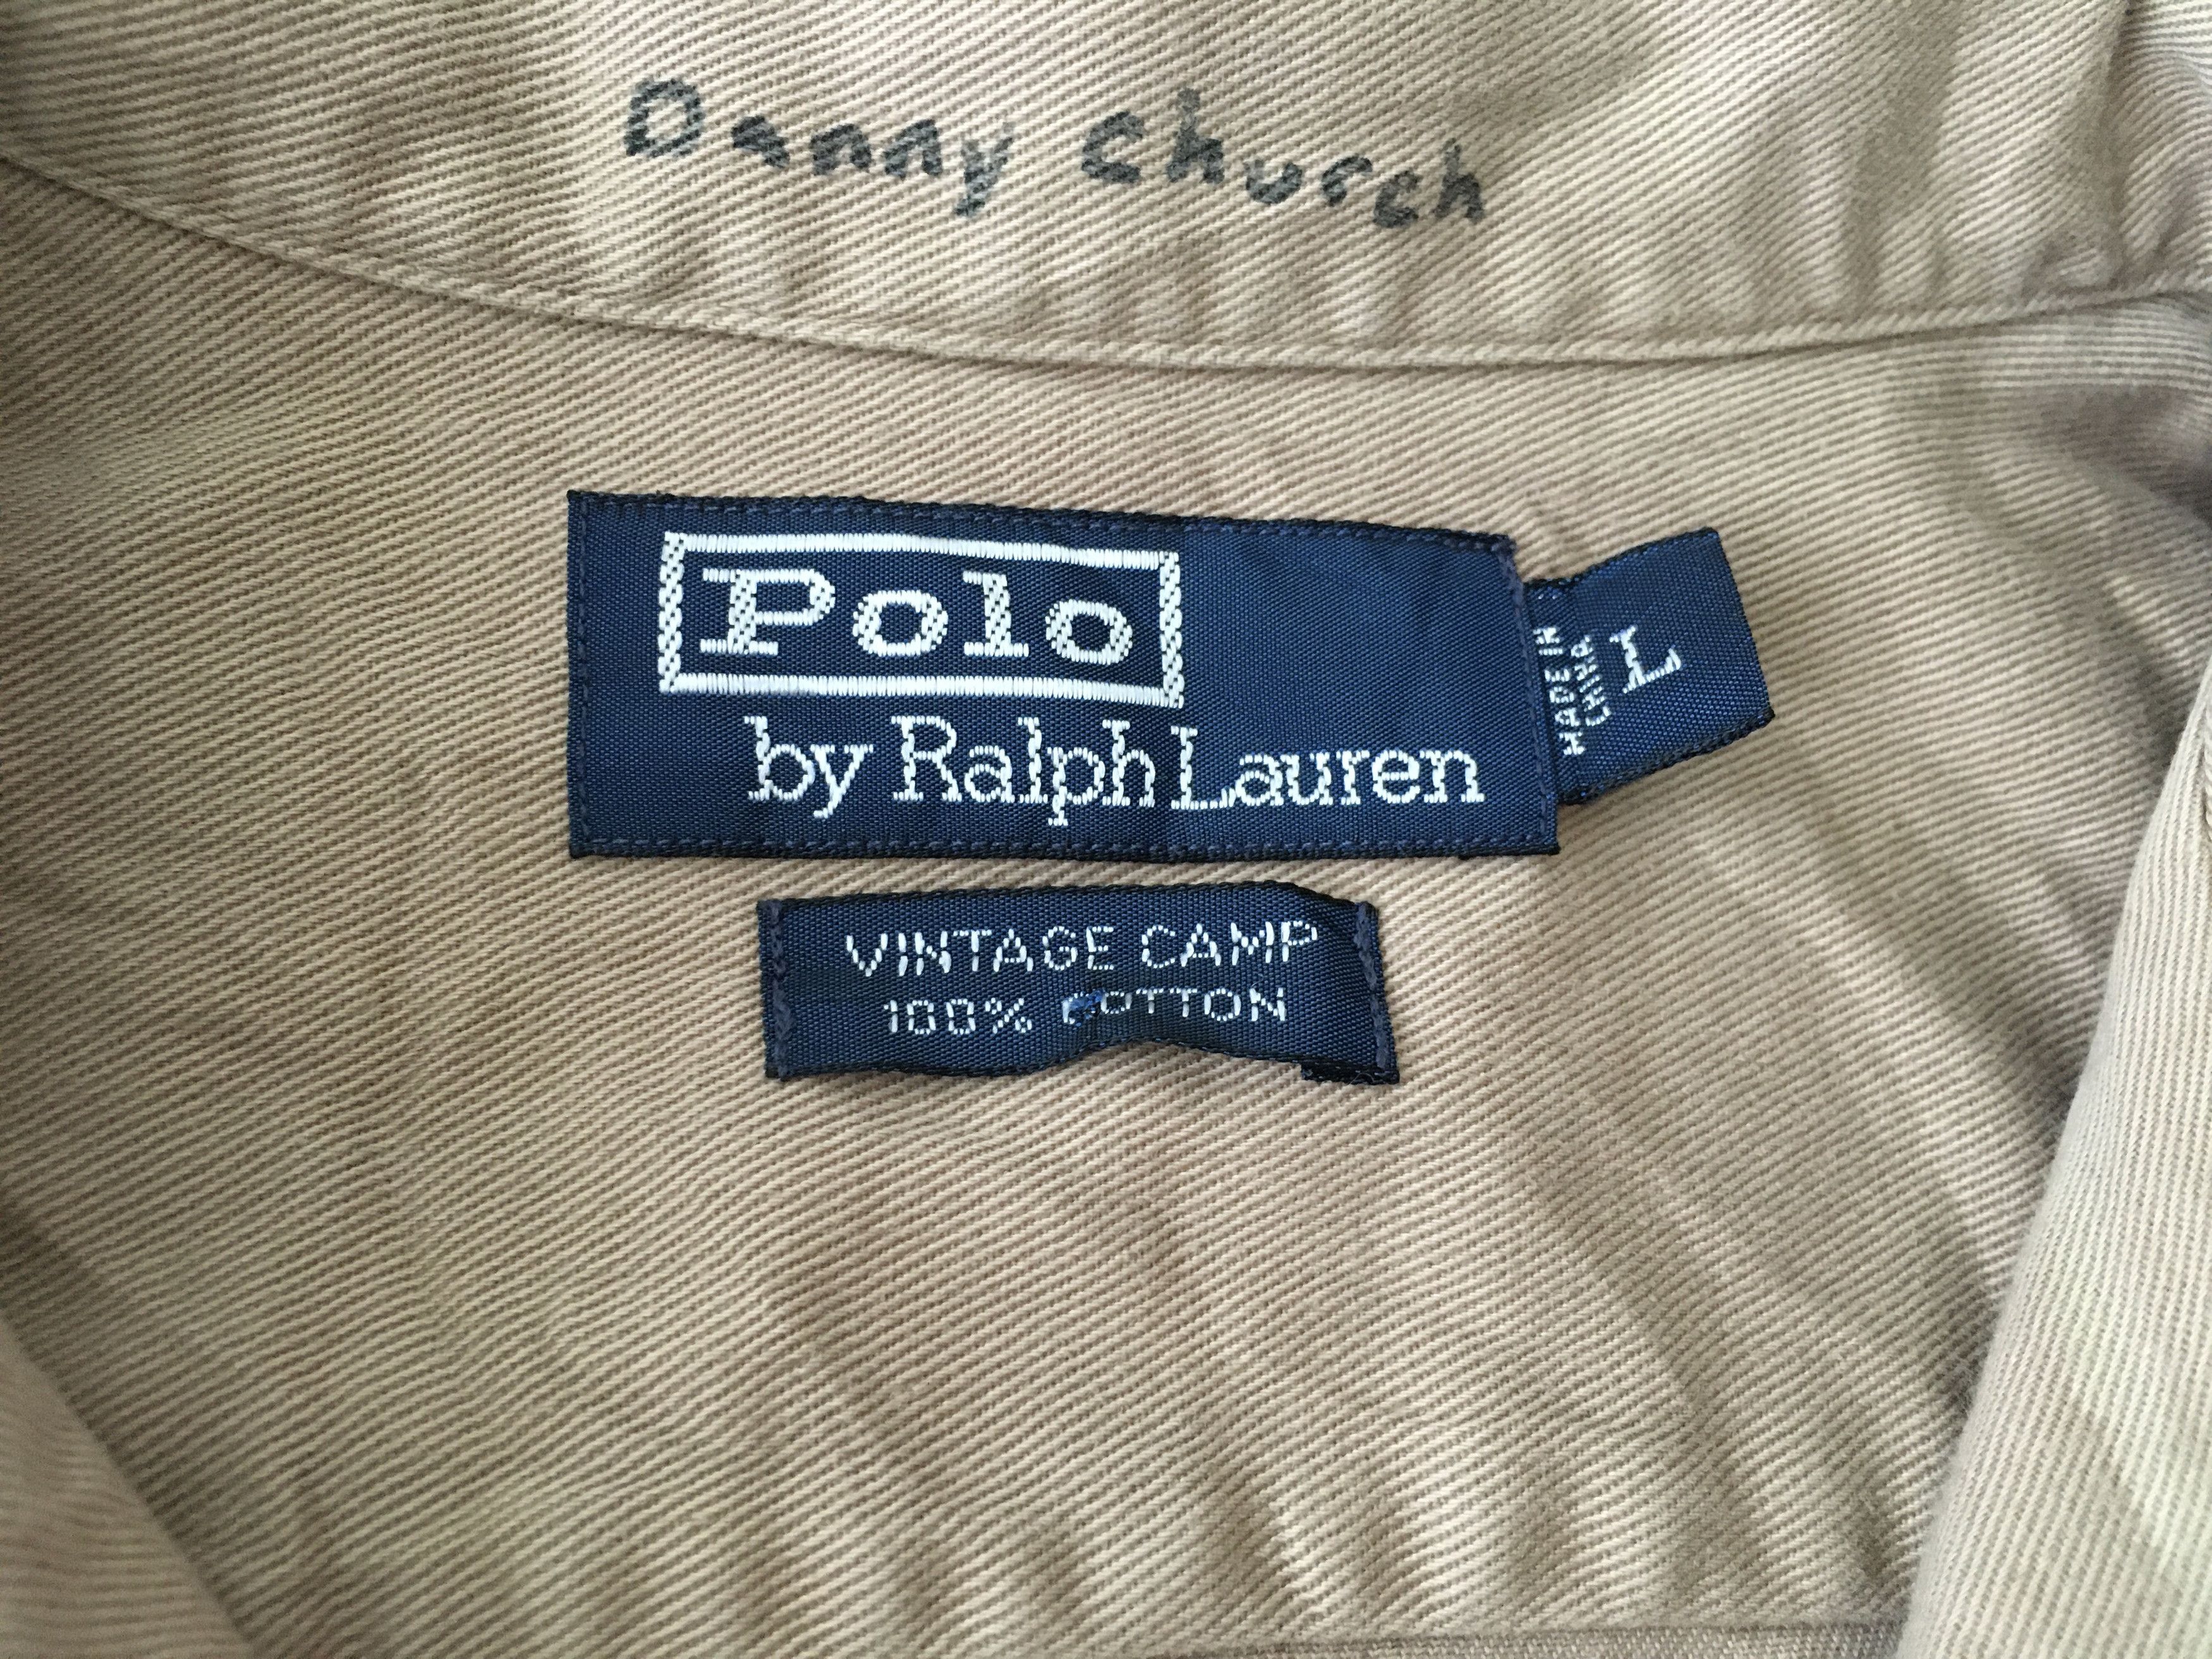 Danny Church
Polo
by Ralph Lauren
MADE IN
CHINA
L
VINTAGE CAMP
100% COTTON